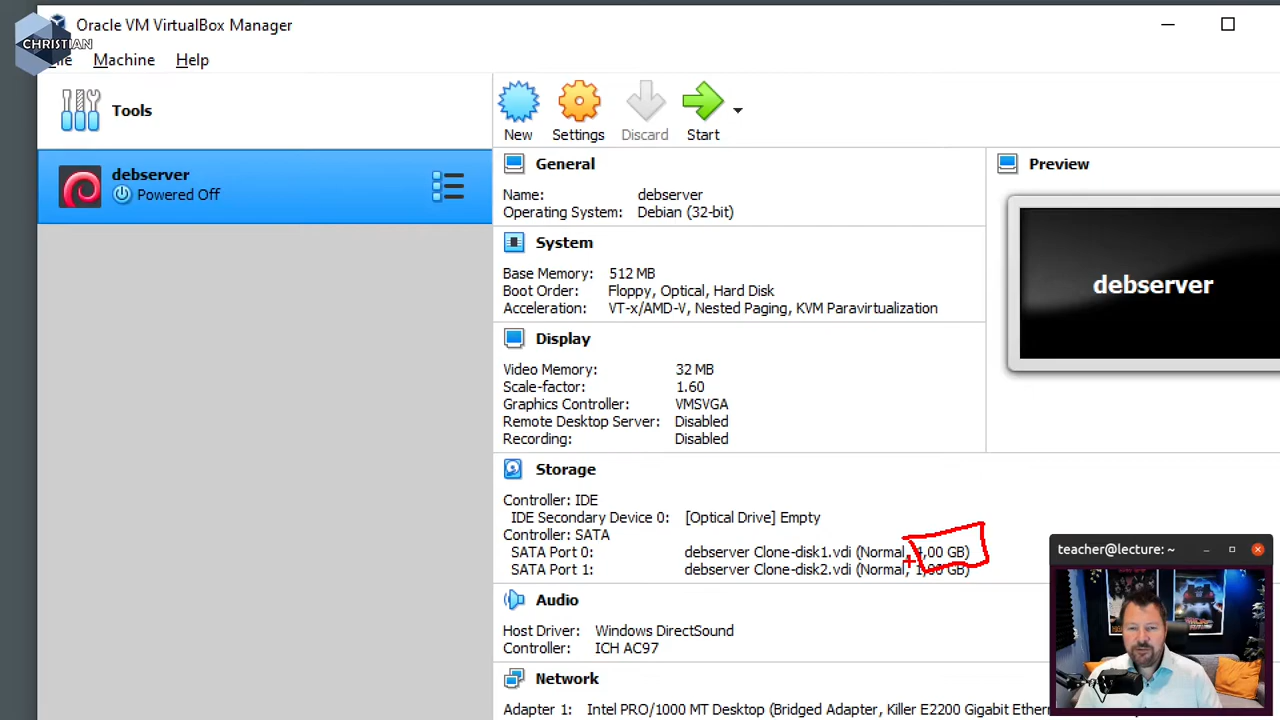 Oracle VM VirtualBox Manager
CHRISTIAN
Machine Help
Tools
New Settings Discard Start
debserver
Powered Off
General
Name: debserver
Operating System: Debian (32-bit)
Preview
debserver
System
Base Memory: 512 MB
Boot Order: Floppy, Optical, Hard Disk
Acceleration: VT-x/AMD-V, Nested Paging, KVM Paravirtualization
Display
Video Memory: 32 MB
Scale-factor: 1.60
Graphics Controller: VMSVGA
Remote Desktop Server: Disabled
Recording: Disabled
Storage
Controller: IDE
IDE Secondary Device 0: [Optical Drive] Empty
Controller: SATA
SATA Port 0: debserver Clone-disk1.vdi (Normal, GB)
SATA Port 1: debserver Clone-disk2.vdi (Normal, 1,00 GB)
Audio
Host Driver: Windows DirectSound
Controller: ICH AC97
Network
Adapter 1: Intel PRO/1000 MT Desktop (Bridged Adapter, Killer E2200 Gigabit
teacher@lecture: ~